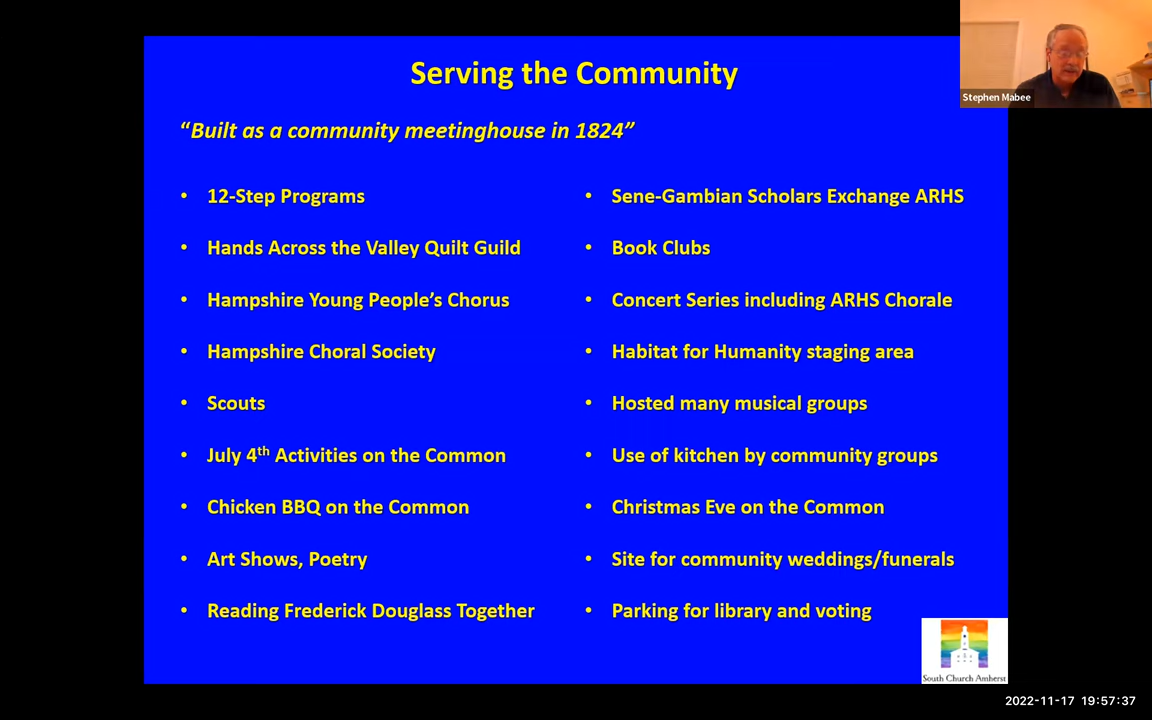 Serving the Community
Stephen Mabee
“Built as a community meetinghouse in 1824”
• 12-Step Programs
• Hands Across the Valley Quilt Guild
• Hampshire Young People’s Chorus
• Hampshire Choral Society
• Scouts
• July 4th Activities on the Common
• Chicken BBQ on the Common
• Art Shows, Poetry
• Reading Frederick Douglass Together
• Sene-Gambian Scholars Exchange ARHS
• Book Clubs
• Concert Series including ARHS Chorale
• Habitat for Humanity staging area
• Hosted many musical groups
• Use of kitchen by community groups
• Christmas Eve on the Common
• Site for community weddings/funerals
• Parking for library and voting
South Church Amherst
2022-11-17 19:57:37